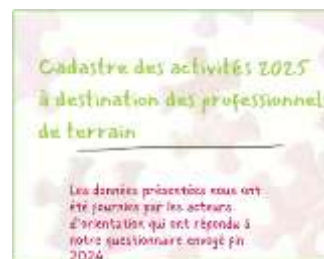 Cadastre des activités 2025
à destination des professionnel
de terrain
Les données présentées nous ont
été fournies par les acteurs
d'orientation qui ont répondu à
notre questionnaire envoyé fin
2024